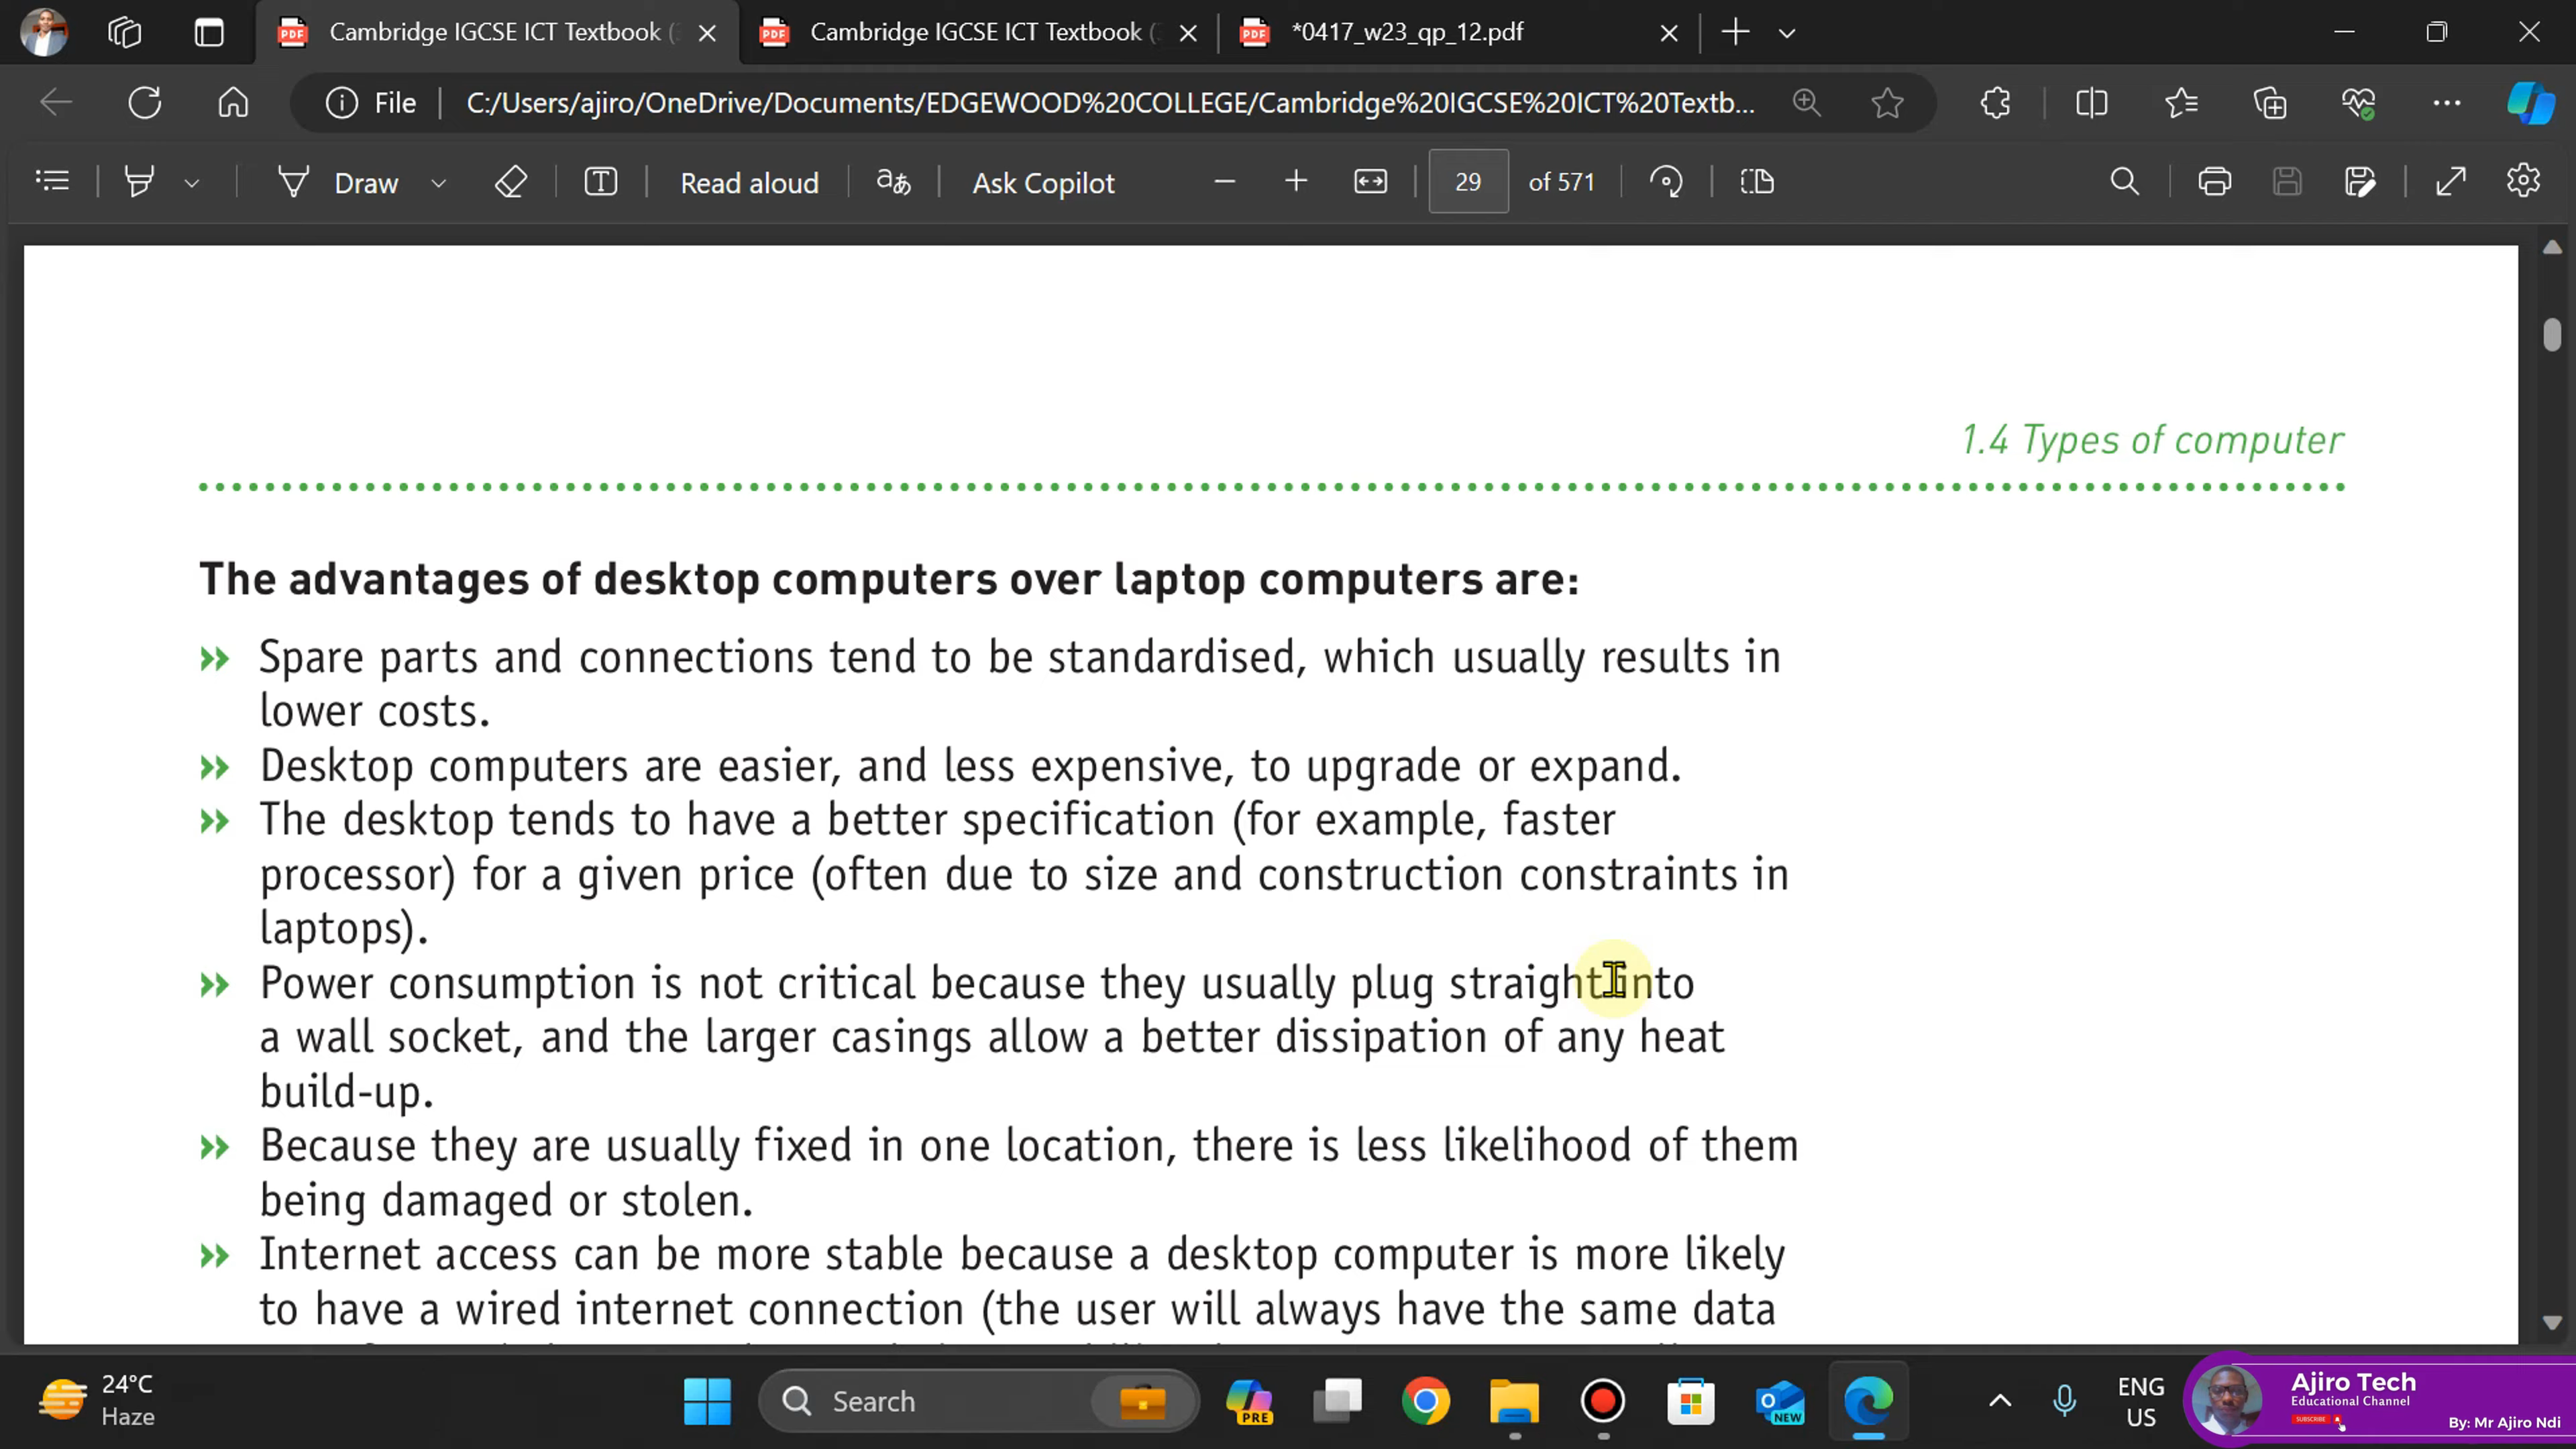 Cambridge IGCSE ICT Textbook (
Cambridge IGCSE ICT Textbook (
*0417_w23_qp_12.pdf
File
C:/Users/ajiro/OneDrive/Documents/EDGEWOOD%20COLLEGE/Cambridge%20IGCSE%20ICT%20Textb...
Draw
Read aloud
aあ
Ask Copilot
29 of 571
1.4 Types of computer
The advantages of desktop computers over laptop computers are:
Spare parts and connections tend to be standardised, which usually results in
lower costs.
Desktop computers are easier, and less expensive, to upgrade or expand.
The desktop tends to have a better specification (for example, faster
processor) for a given price (often due to size and construction constraints in
laptops).
Power consumption is not critical because they usually plug straight into
a wall socket, and the larger casings allow a better dissipation of any heat
build-up.
Because they are usually fixed in one location, there is less likelihood of them
being damaged or stolen.
Internet access can be more stable because a desktop computer is more likely
to have a wired internet connection (the user will always have the same data
24°C
Haze
Search
PRE
NEW
ENG
US
Ajiro Tech
Educational Channel
SUBSCRIBE
By: Mr Ajiro Ndi